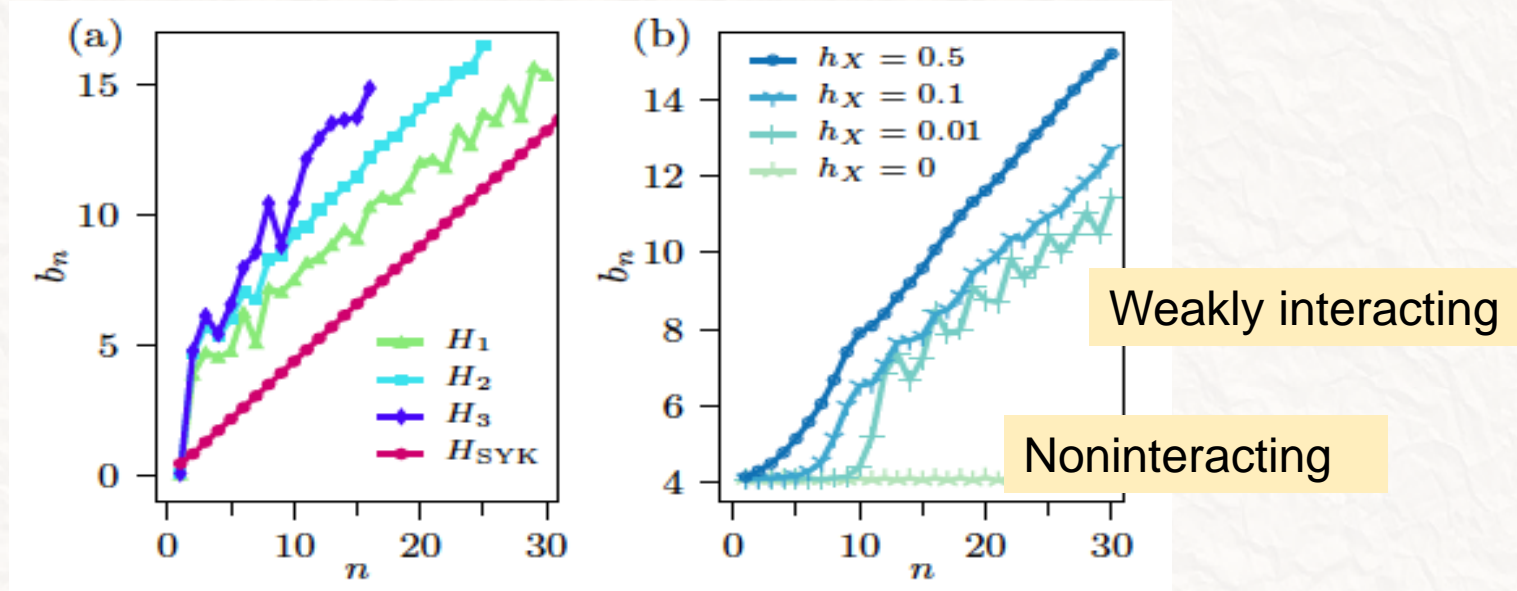 (a)
15
10
5
0
b_n
H_1
H_2
H_3
H_SYK
0 10 20 30
n
(b)
h_X = 0.5
h_X = 0.1
h_X = 0.01
h_X = 0
14
12
10
8
6
4
b_n
0 10 20 30
n
Weakly interacting
Noninteracting